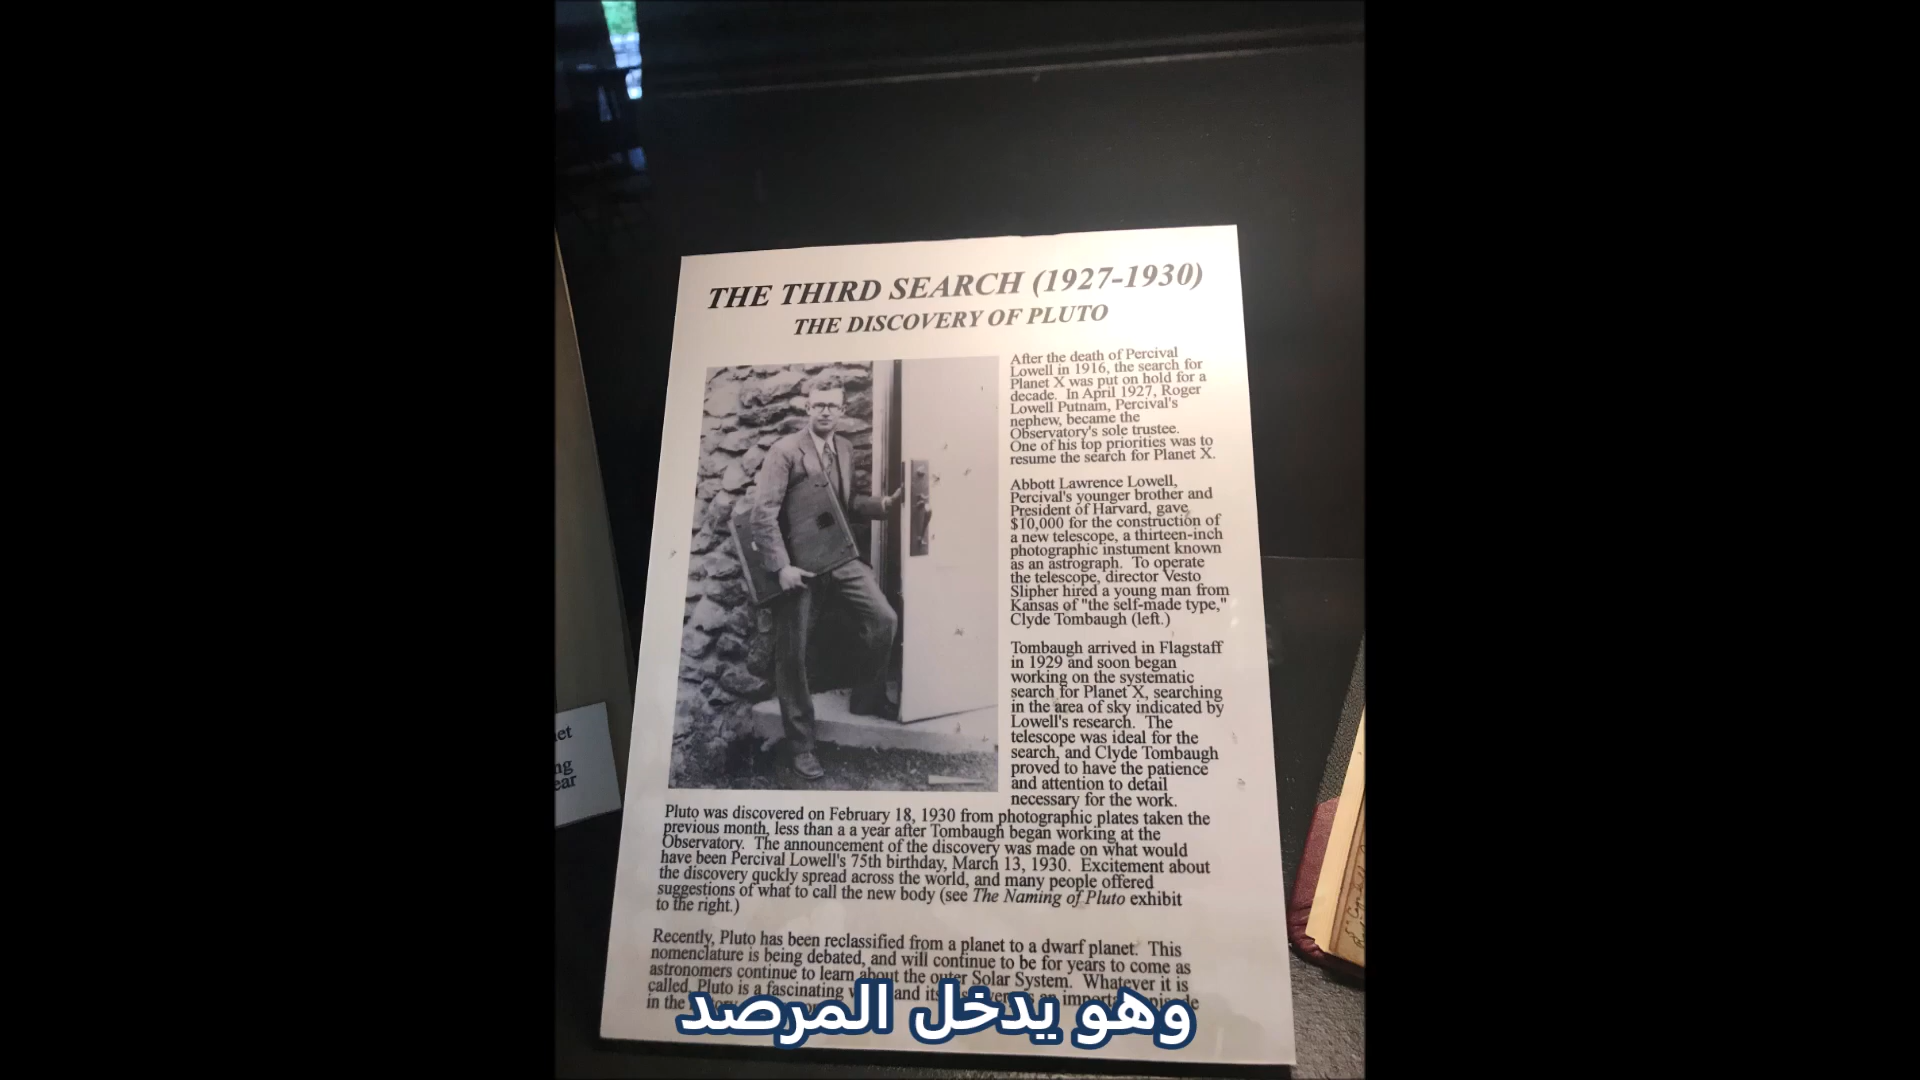 THE THIRD SEARCH (1927-1930)
THE DISCOVERY OF PLUTO
After the death of Percival
Lowell in 1916, the search for
Planet X was put on hold for a
decade. In April 1927, Roger
Lowell Putnam, Percival's
nephew, became the
Observatory's sole trustee.
One of his top priorities was to
resume the search for Planet X.
Abbott Lawrence Lowell,
Percival's younger brother and
President of Harvard, gave
$10,000 for the construction of
a new telescope, a thirteen-inch
photographic instument known
as an astrograph. To operate
the telescope, director Vesto
Slipher hired a young man from
Kansas of "the self-made type,"
Clyde Tombaugh (left.)
Tombaugh arrived in Flagstaff
in 1929 and soon began
working on the systematic
search for Planet X, searching
in the area of sky indicated by
Lowell's research. The
telescope was ideal for the
search, and Clyde Tombaugh
proved to have the patience
and attention to detail
necessary for the work.
Pluto was discovered on February 18, 1930 from photographic plates taken the
previous month, less than a a year after Tombaugh began working at the
Observatory. The announcement of the discovery was made on what would
have been Percival Lowell's 75th birthday, March 13, 1930. Excitement about
the discovery quckly spread across the world, and many people offered
suggestions of what to call the new body (see The Naming of Pluto exhibit
to the right.)
Recently, Pluto has been reclassified from a planet to a dwarf planet. This
nomenclature is being debated, and will continue to be for years to come as
astronomers continue to learn about the outer Solar System. Whatever it is
called, Pluto is a fascinating and its
in the
وهو يدخل المرصد